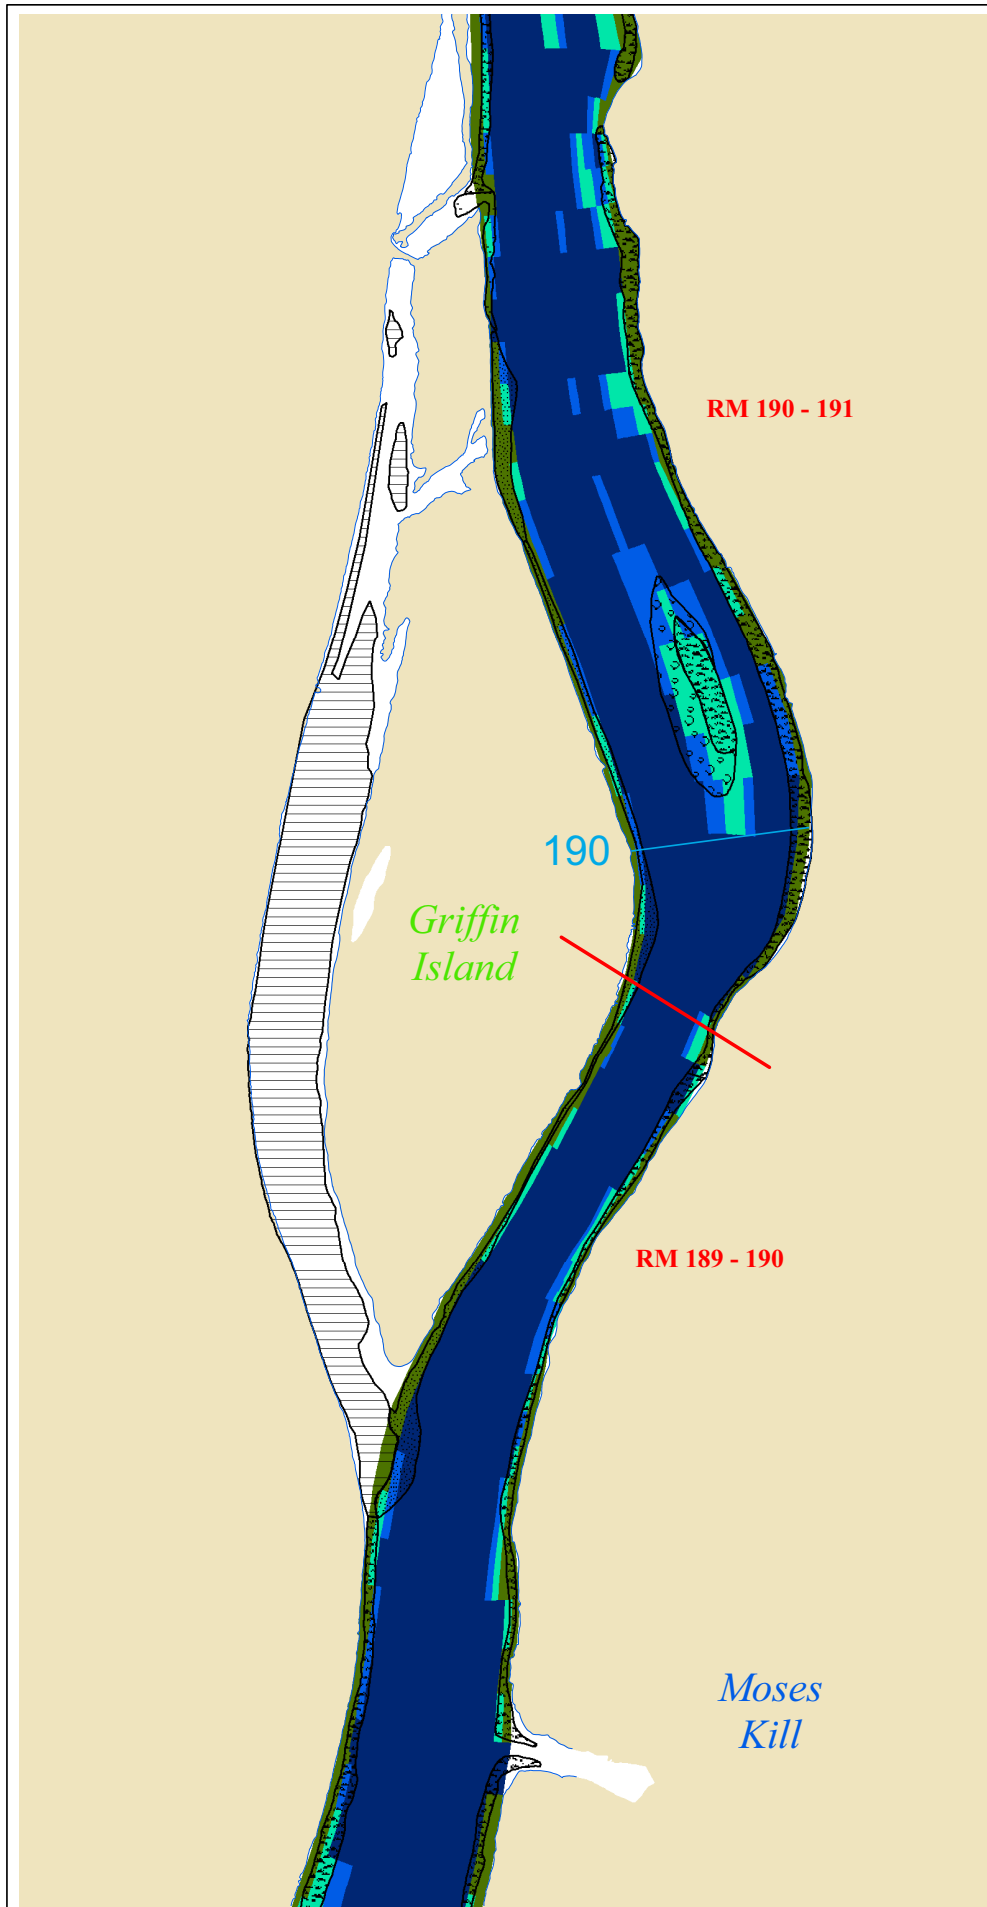 RM 190 - 191
190
Griffin
Island
RM 189 - 190
Moses
Kill